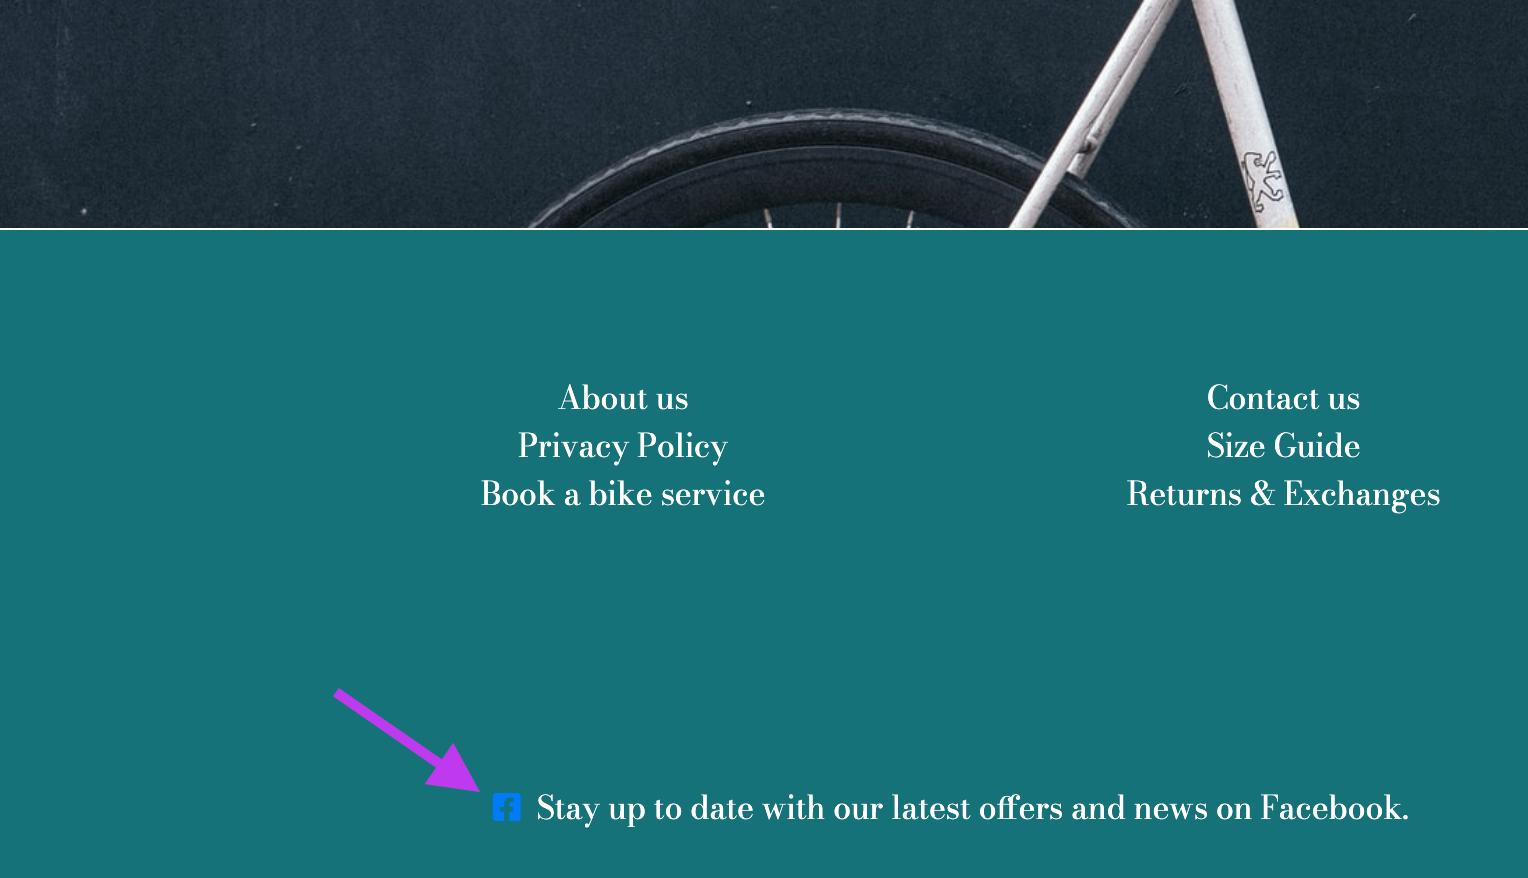 About us
Privacy Policy
Book a bike service
Contact us
Size Guide
Returns & Exchanges
Stay up to date with our latest offers and news on Facebook.